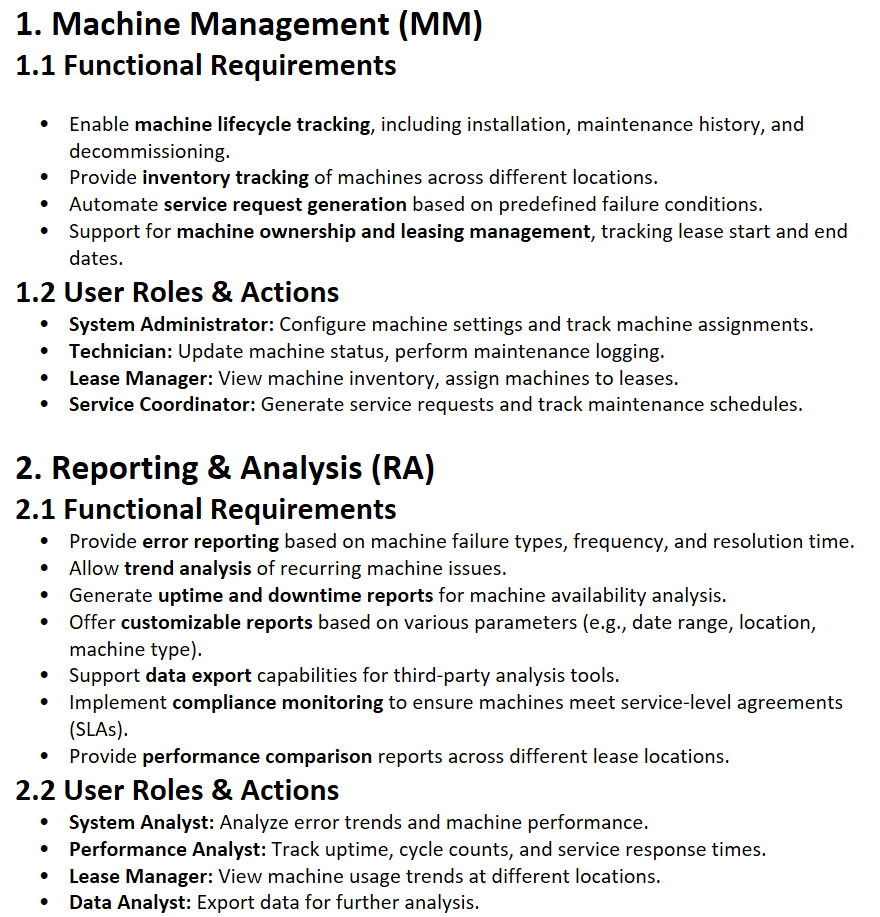 1. Machine Management (MM)
1.1 Functional Requirements
• Enable machine lifecycle tracking, including installation, maintenance history, and
decommissioning.
• Provide inventory tracking of machines across different locations.
• Automate service request generation based on predefined failure conditions.
• Support for machine ownership and leasing management, tracking lease start and end
dates.
1.2 User Roles & Actions
• System Administrator: Configure machine settings and track machine assignments.
• Technician: Update machine status, perform maintenance logging.
• Lease Manager: View machine inventory, assign machines to leases.
• Service Coordinator: Generate service requests and track maintenance schedules.
2. Reporting & Analysis (RA)
2.1 Functional Requirements
• Provide error reporting based on machine failure types, frequency, and resolution time.
• Allow trend analysis of recurring machine issues.
• Generate uptime and downtime reports for machine availability analysis.
• Offer customizable reports based on various parameters (e.g., date range, location,
machine type).
• Support data export capabilities for third-party analysis tools.
• Implement compliance monitoring to ensure machines meet service-level agreements
(SLAs).
• Provide performance comparison reports across different lease locations.
2.2 User Roles & Actions
• System Analyst: Analyze error trends and machine performance.
• Performance Analyst: Track uptime, cycle counts, and service response times.
• Lease Manager: View machine usage trends at different locations.
• Data Analyst: Export data for further analysis.